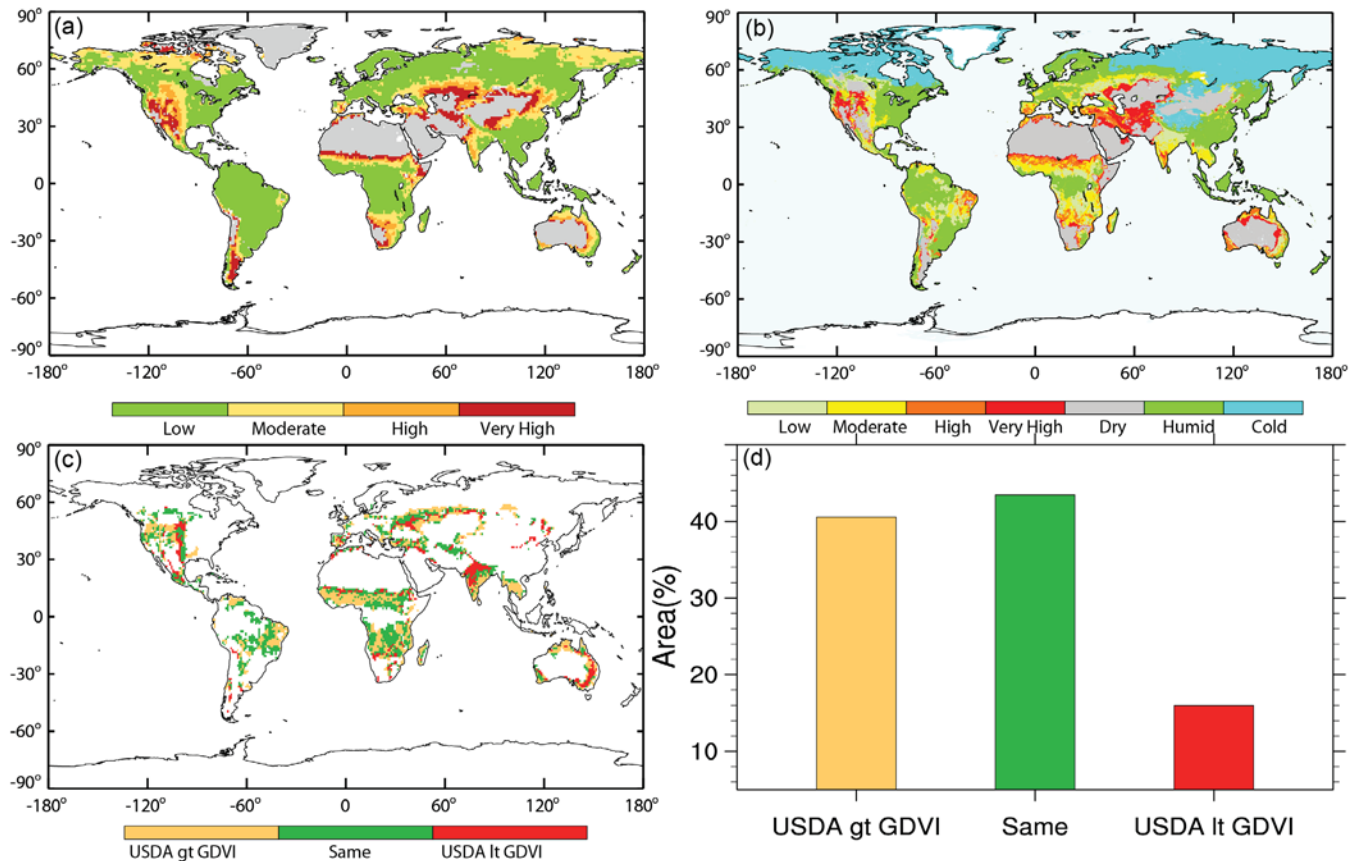 (a)
90°
60°
30°
0
-30°
-60°
-90°
-180° -120° -60° 0 60° 120° 180°
Low Moderate High Very High
(b)
90°
60°
30°
0
-30°
-60°
-90°
-180° -120° -60° 0 60° 120° 180°
Low Moderate High Very High Dry Humid Cold
(c)
90°
60°
30°
0
-30°
-60°
-90°
-180° -120° -60° 0 60° 120° 180°
USDA gt GDVI Same USDA lt GDVI
(d)
Area(%)
40
30
20
10
USDA gt GDVI Same USDA lt GDVI